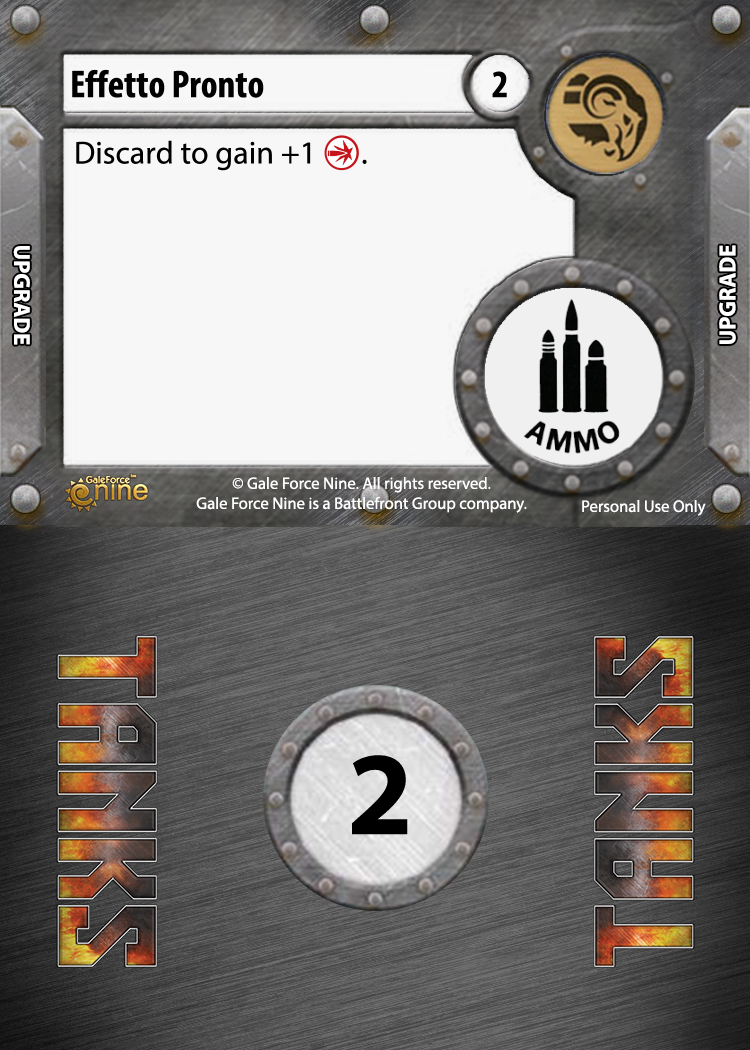 Effetto Pronto
2
Discard to gain +1 .
UPGRADE
UPGRADE
AMMO
GaleForce™
nine
© Gale Force Nine. All rights reserved.
Gale Force Nine is a Battlefront Group company.
Personal Use Only
TANKS
2
TANKS